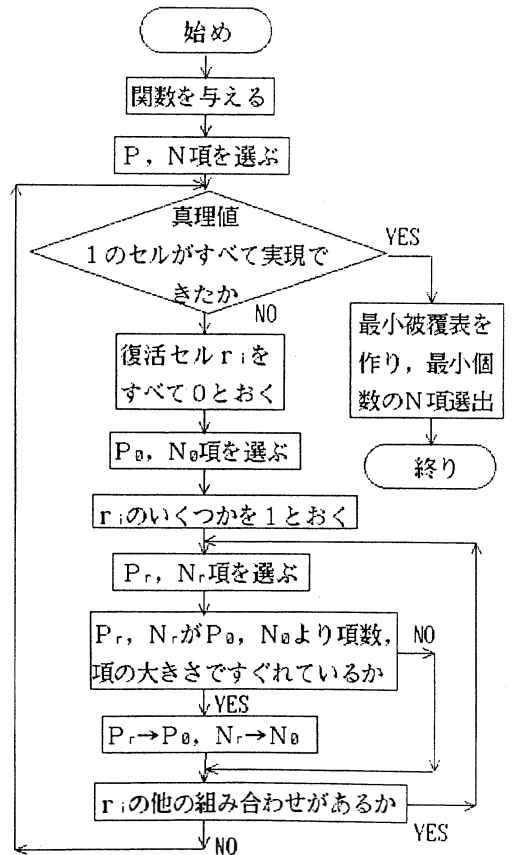 始め
関数を与える
P，N項を選ぶ
真理値
1のセルがすべて実現で
きたか
YES
NO
最小被覆表を
作り，最小個
数のN項選出
終り
復活セルriを
すべて0とおく
P0，N0項を選ぶ
riのいくつかを1とおく
Pr，Nr項を選ぶ
Pr，NrがP0，N0より項数，
項の大きさですぐれているか
NO
YES
Pr→P0，Nr→N0
riの他の組み合わせがあるか
YES
NO